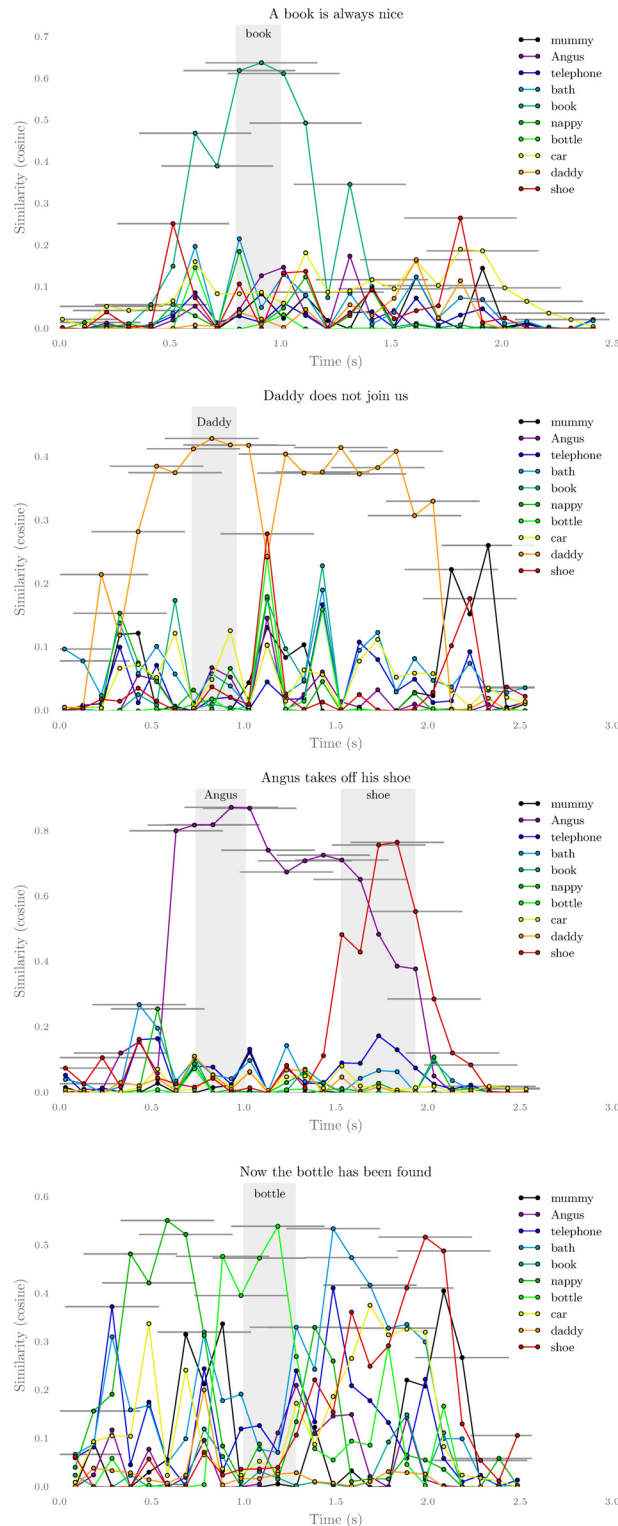 A book is always nice
book
0.7
0.6
0.5
0.4
0.3
0.2
0.1
0.0
Similarity (cosine)
mummy
Angus
telephone
bath
book
nappy
bottle
car
daddy
shoe
0.0
0.5
1.0
1.5
2.0
2.5
Time (s)
Daddy does not join us
Daddy
0.4
0.3
0.2
0.1
0.0
Similarity (cosine)
mummy
Angus
telephone
bath
book
nappy
bottle
car
daddy
shoe
0.0
0.5
1.0
1.5
2.0
2.5
3.0
Time (s)
Angus takes off his shoe
Angus
shoe
0.8
0.6
0.4
0.2
0.0
Similarity (cosine)
mummy
Angus
telephone
bath
book
nappy
bottle
car
daddy
shoe
0.0
0.5
1.0
1.5
2.0
2.5
3.0
Time (s)
Now the bottle has been found
bottle
0.6
0.5
0.4
0.3
0.2
0.1
0.0
Similarity (cosine)
mummy
Angus
telephone
bath
book
nappy
bottle
car
daddy
shoe
0.0
0.5
1.0
1.5
2.0
2.5
3.0
Time (s)